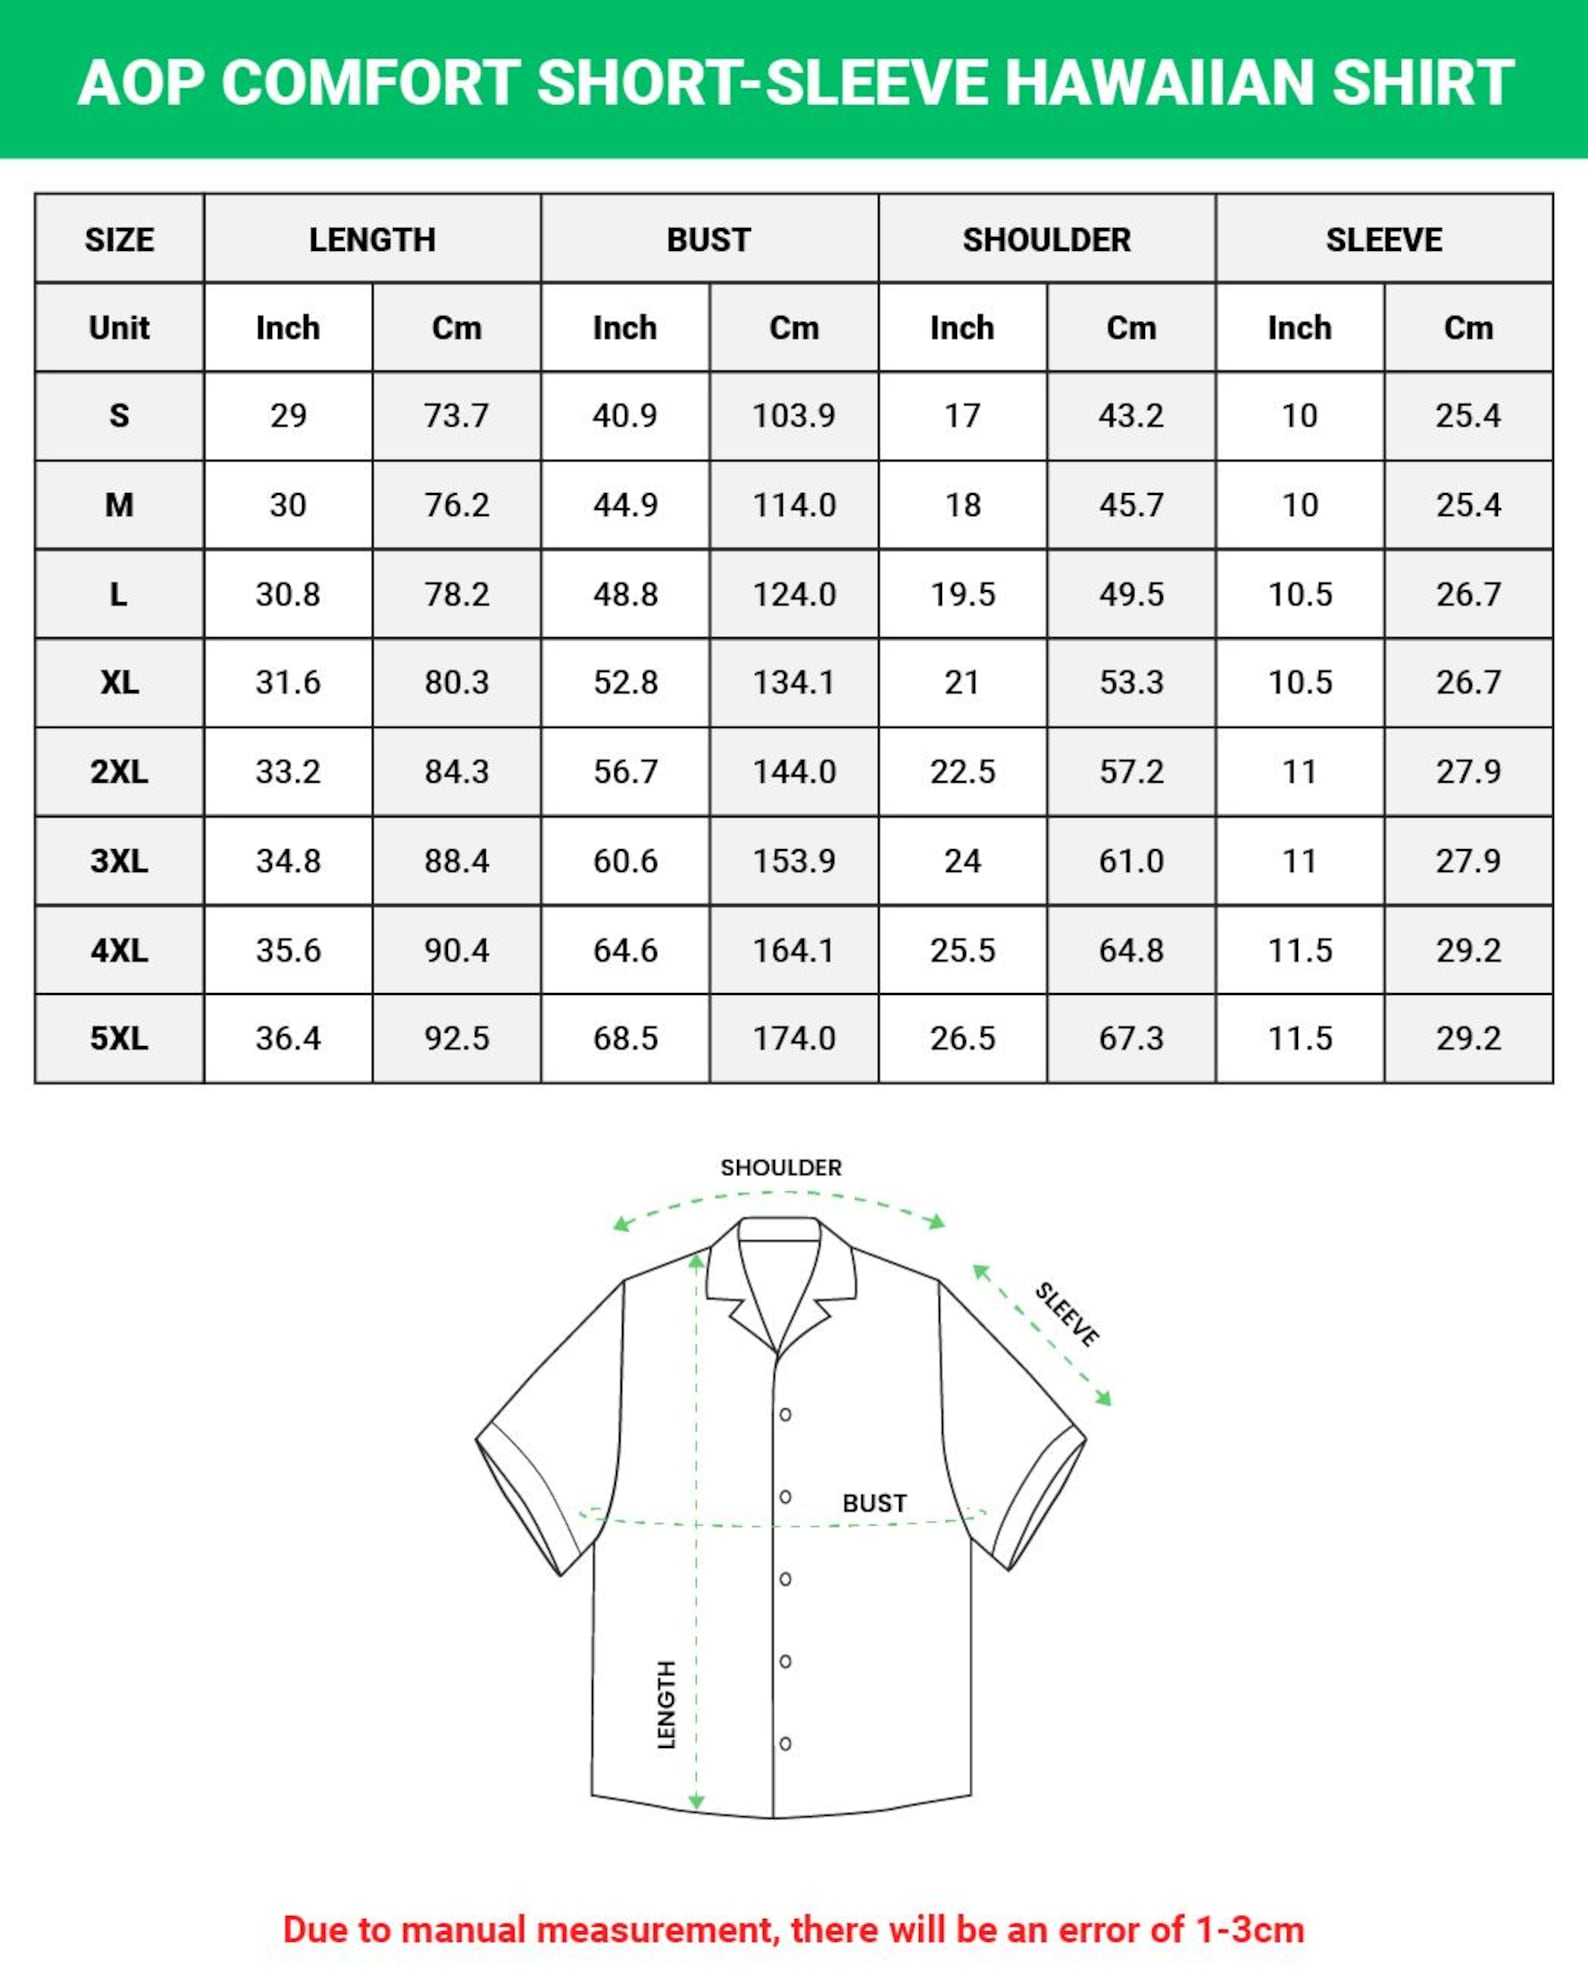 AOP COMFORT SHORT-SLEEVE HAWAIIAN SHIRT
SIZE LENGTH BUST SHOULDER SLEEVE
Unit Inch Cm Inch Cm Inch Cm Inch Cm
S 29 73.7 40.9 103.9 17 43.2 10 25.4
M 30 76.2 44.9 114.0 18 45.7 10 25.4
L 30.8 78.2 48.8 124.0 19.5 49.5 10.5 26.7
XL 31.6 80.3 52.8 134.1 21 53.3 10.5 26.7
2XL 33.2 84.3 56.7 144.0 22.5 57.2 11 27.9
3XL 34.8 88.4 60.6 153.9 24 61.0 11 27.9
4XL 35.6 90.4 64.6 164.1 25.5 64.8 11.5 29.2
5XL 36.4 92.5 68.5 174.0 26.5 67.3 11.5 29.2
SHOULDER
SLEEVE
BUST
LENGTH
Due to manual measurement, there will be an error of 1-3cm